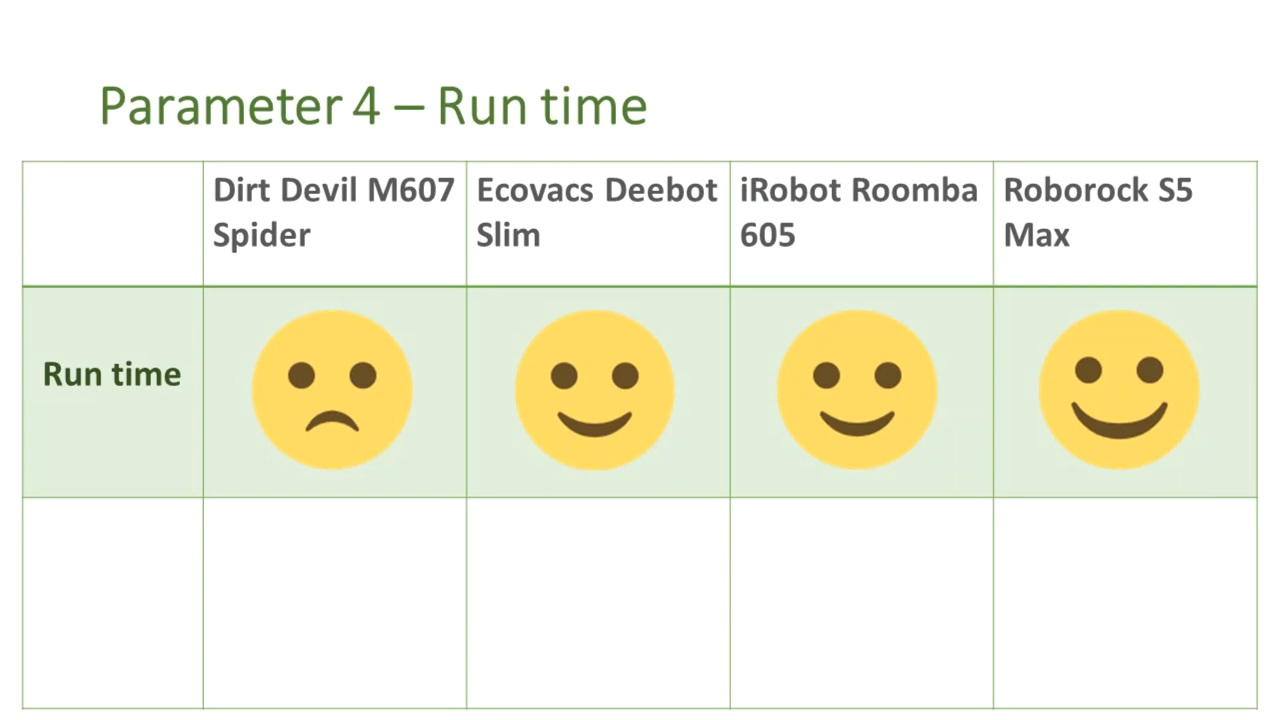 Parameter 4 – Run time
Dirt Devil M607 Spider
Ecovacs Deebot Slim
iRobot Roomba 605
Roborock S5 Max
Run time